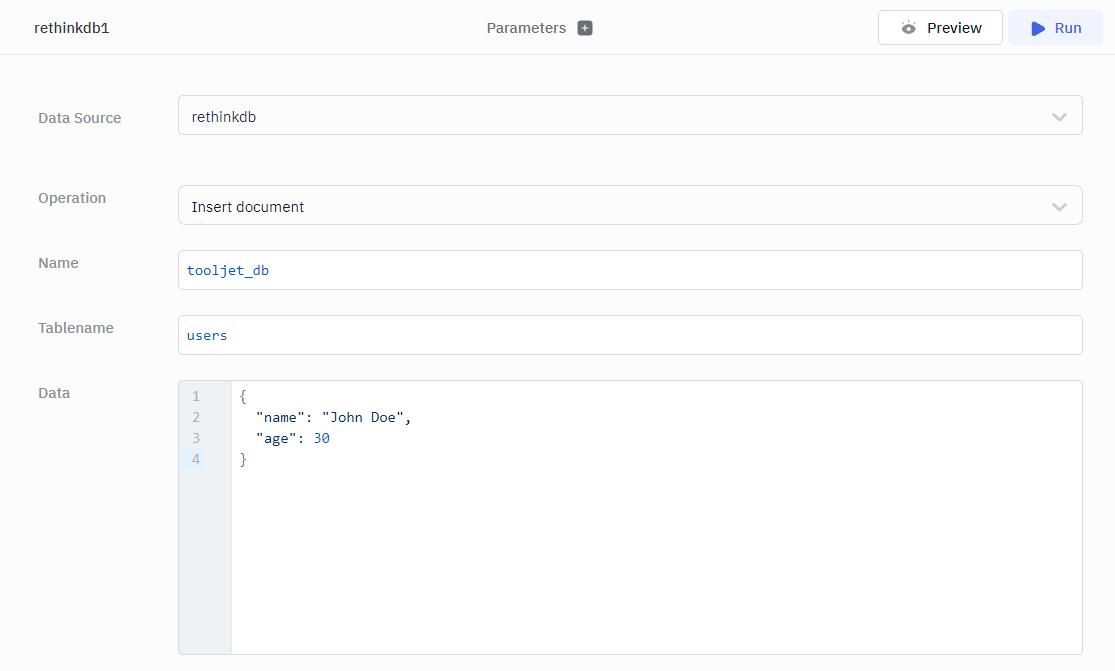 rethinkdb1
Parameters
Preview
Run
Data Source
rethinkdb
Operation
Insert document
Name
tooljet_db
Tablename
users
Data
1 {
2 "name": "John Doe",
3 "age": 30
4 }